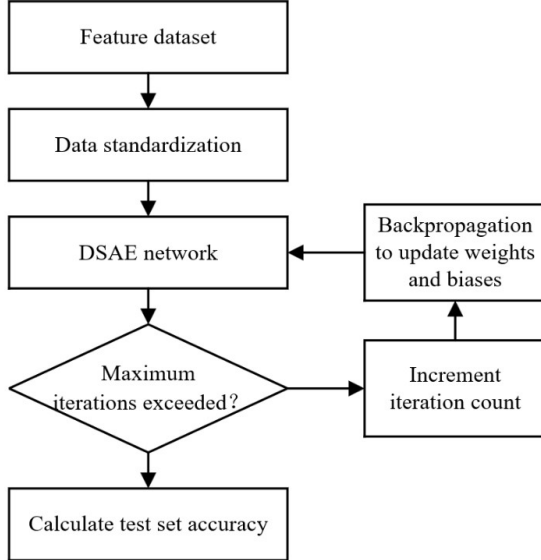 Feature dataset
Data standardization
DSAE network
Backpropagation
to update weights
and biases
Maximum
iterations exceeded？
Increment
iteration count
Calculate test set accuracy